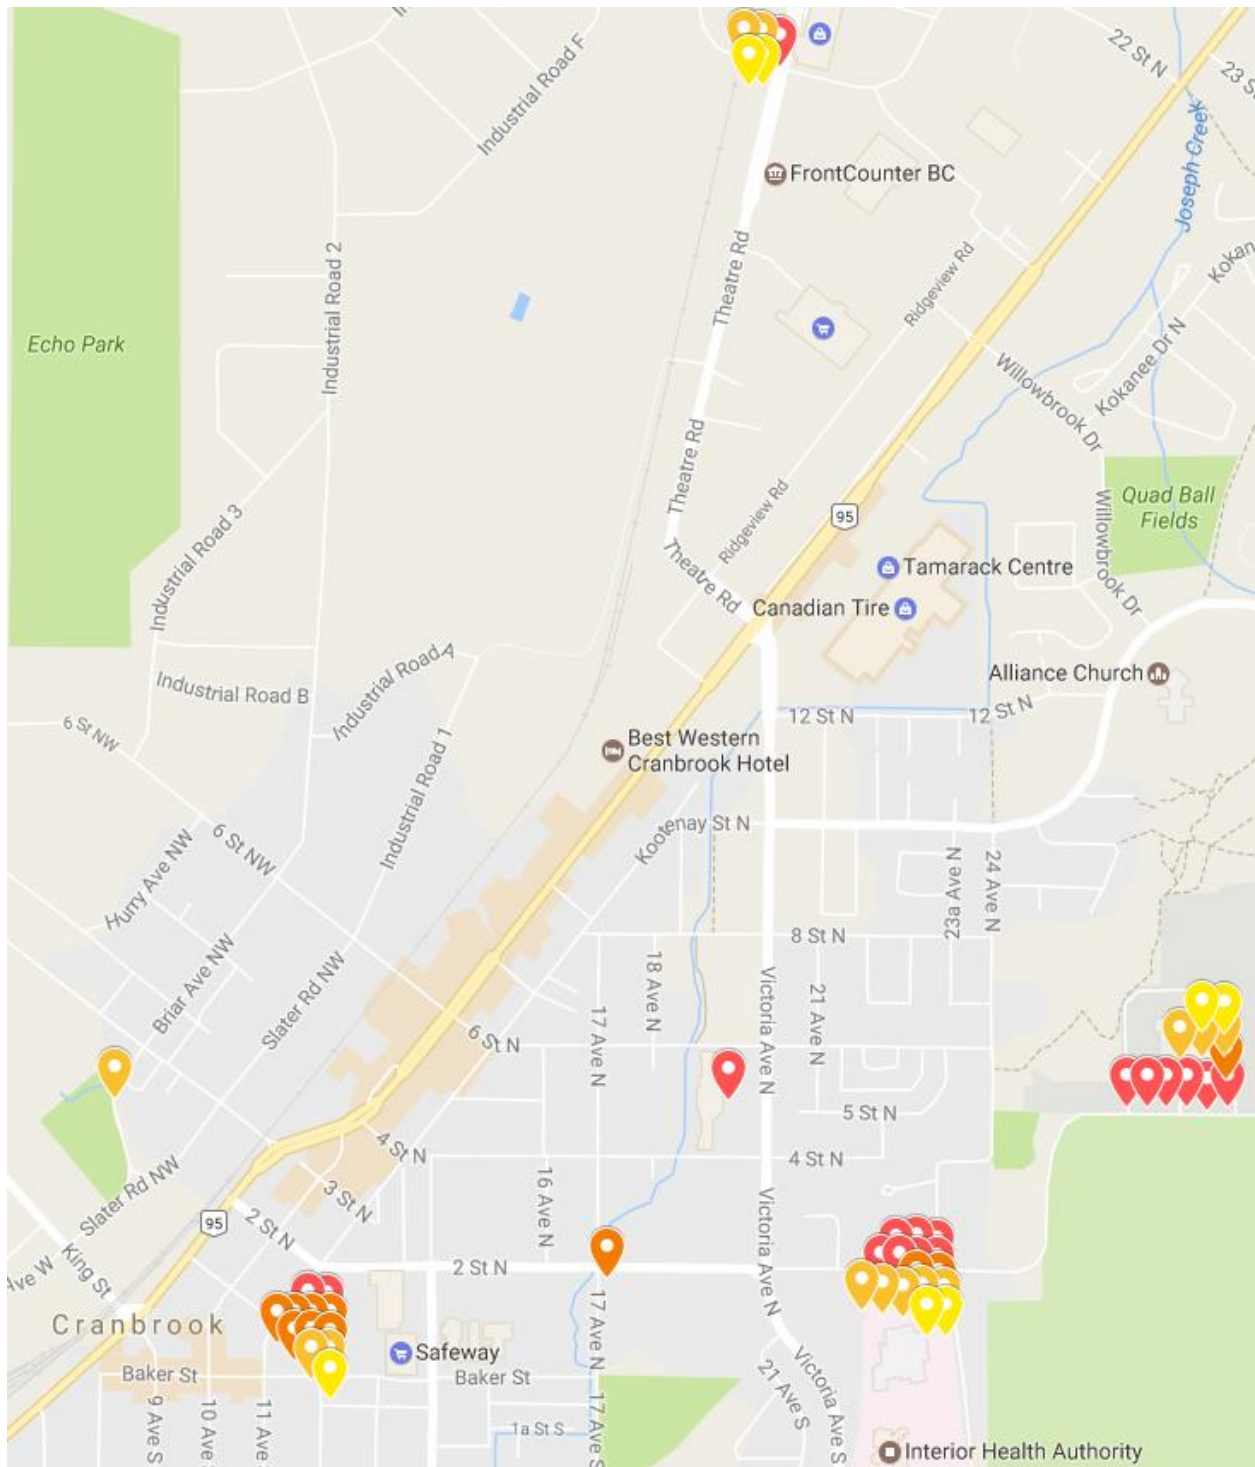 Industrial Road F
22 St N
23 S
Joseph Creek
FrontCounter BC
Industrial Road 2
Theatre Rd
Ridgeview Rd
Kokan
Echo Park
Kokanee Dr N
Willowbrook Dr
Theatre Rd
Quad Ball
Fields
Ridgeview Rd
95
Willowbrook Dr
Industrial Road 3
Theatre Rd
Tamarack Centre
Canadian Tire
Industrial Road A
Industrial Road B
Alliance Church
12 St N
12 St N
6 St NW
Best Western
Cranbrook Hotel
Industrial Road 1
Kootenay St N
6 St NW
Hurry Ave NW
23a Ave N
24 Ave N
8 St N
Briar Ave NW
Slater Rd NW
18 Ave N
Victoria Ave N
21 Ave N
17 Ave N
6 St N
5 St N
4 St N
4 St N
Slater Rd NW
3 St N
16 Ave N
Victoria Ave N
95
2 St N
King St
Ave W
2 St N
17 Ave N
Cranbrook
Safeway
Baker St
Baker St
21 Ave S
Victoria Ave S
9 Ave S
10 Ave
11 Ave
1a St S
17 Ave S
Interior Health Authority